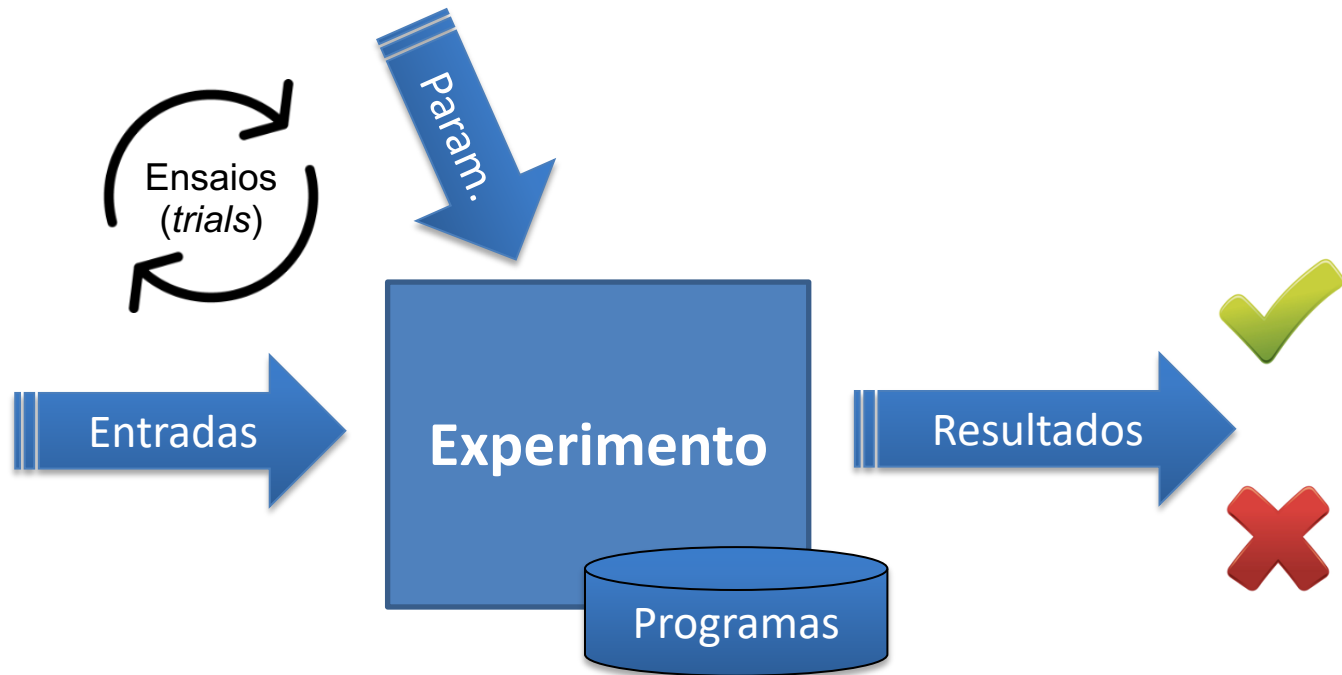 Param.
Ensaios
(trials)
Entradas
Experimento
Resultados
Programas